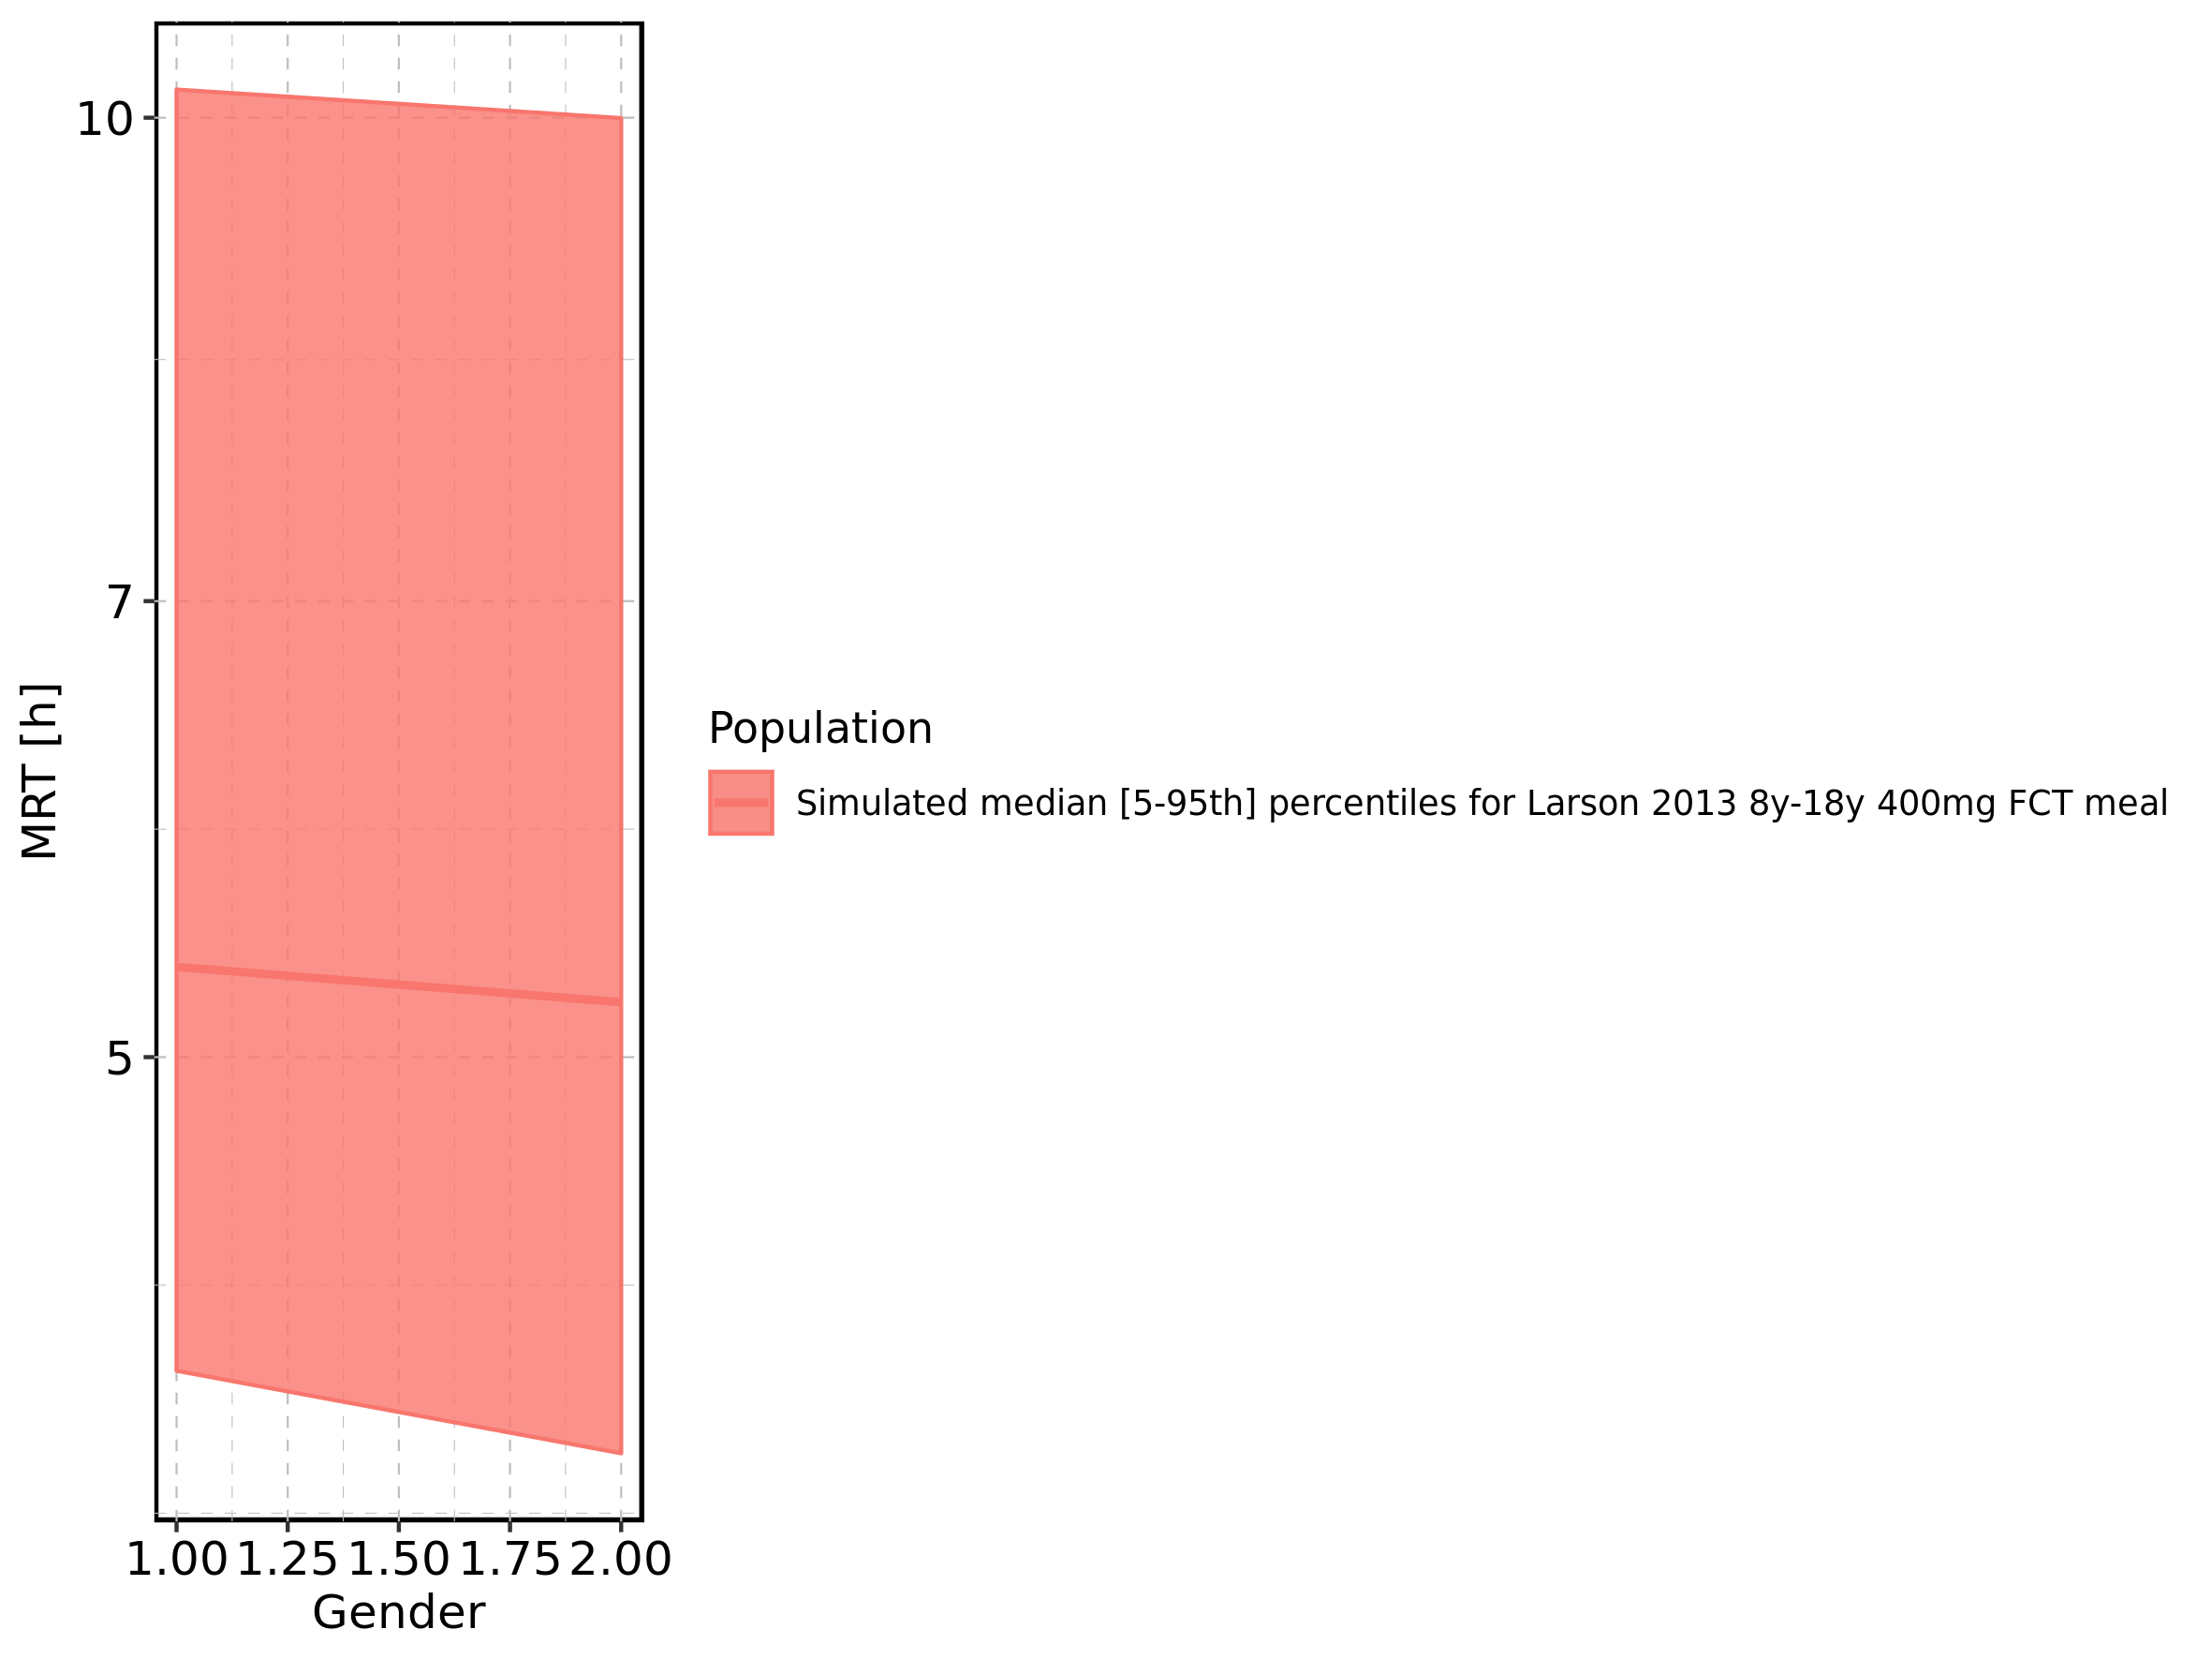 10
7
5
MRT [h]
1.00 1.25 1.50 1.75 2.00
Gender
Population
Simulated median [5-95th] percentiles for Larson 2013 8y-18y 400mg FCT meal